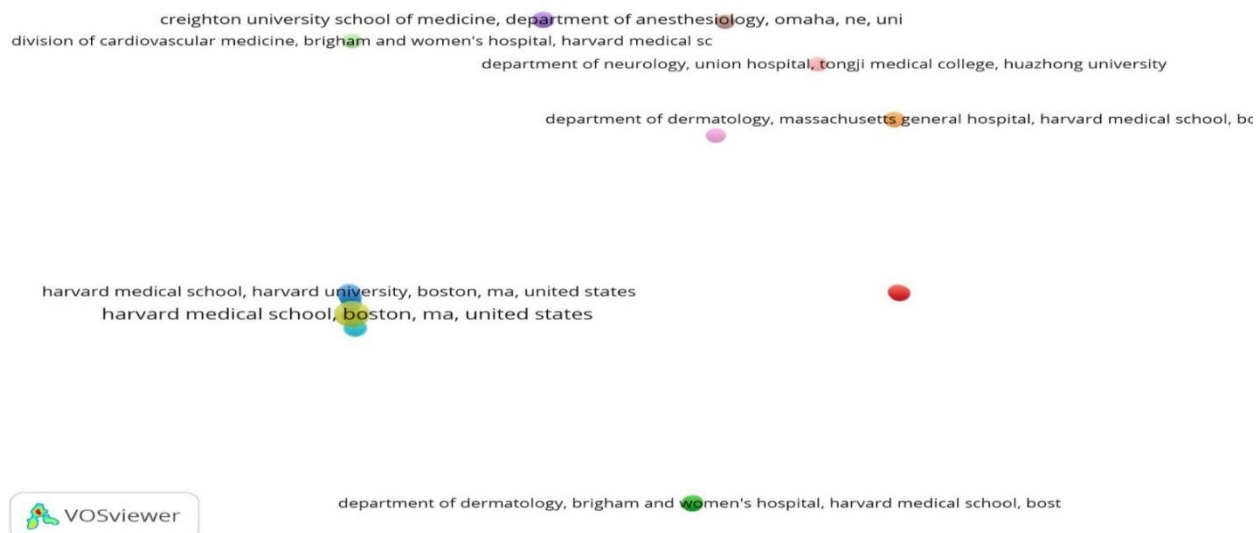 creighton university school of medicine, department of anesthesiology, omaha, ne, uni
division of cardiovascular medicine, brigham and women's hospital, harvard medical sc
department of neurology, union hospital, tongji medical college, huazhong university
department of dermatology, massachusetts general hospital, harvard medical school, bo
harvard medical school, harvard university, boston, ma, united states
harvard medical school, boston, ma, united states
department of dermatology, brigham and women's hospital, harvard medical school, bost
VOSviewer